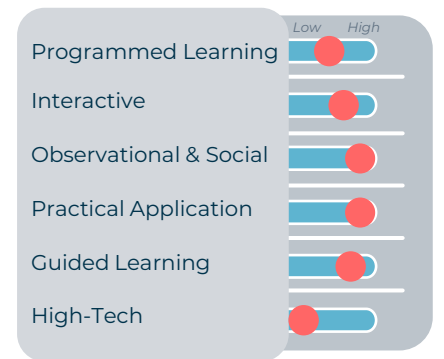 Low High
Programmed Learning
Interactive
Observational & Social
Practical Application
Guided Learning
High-Tech